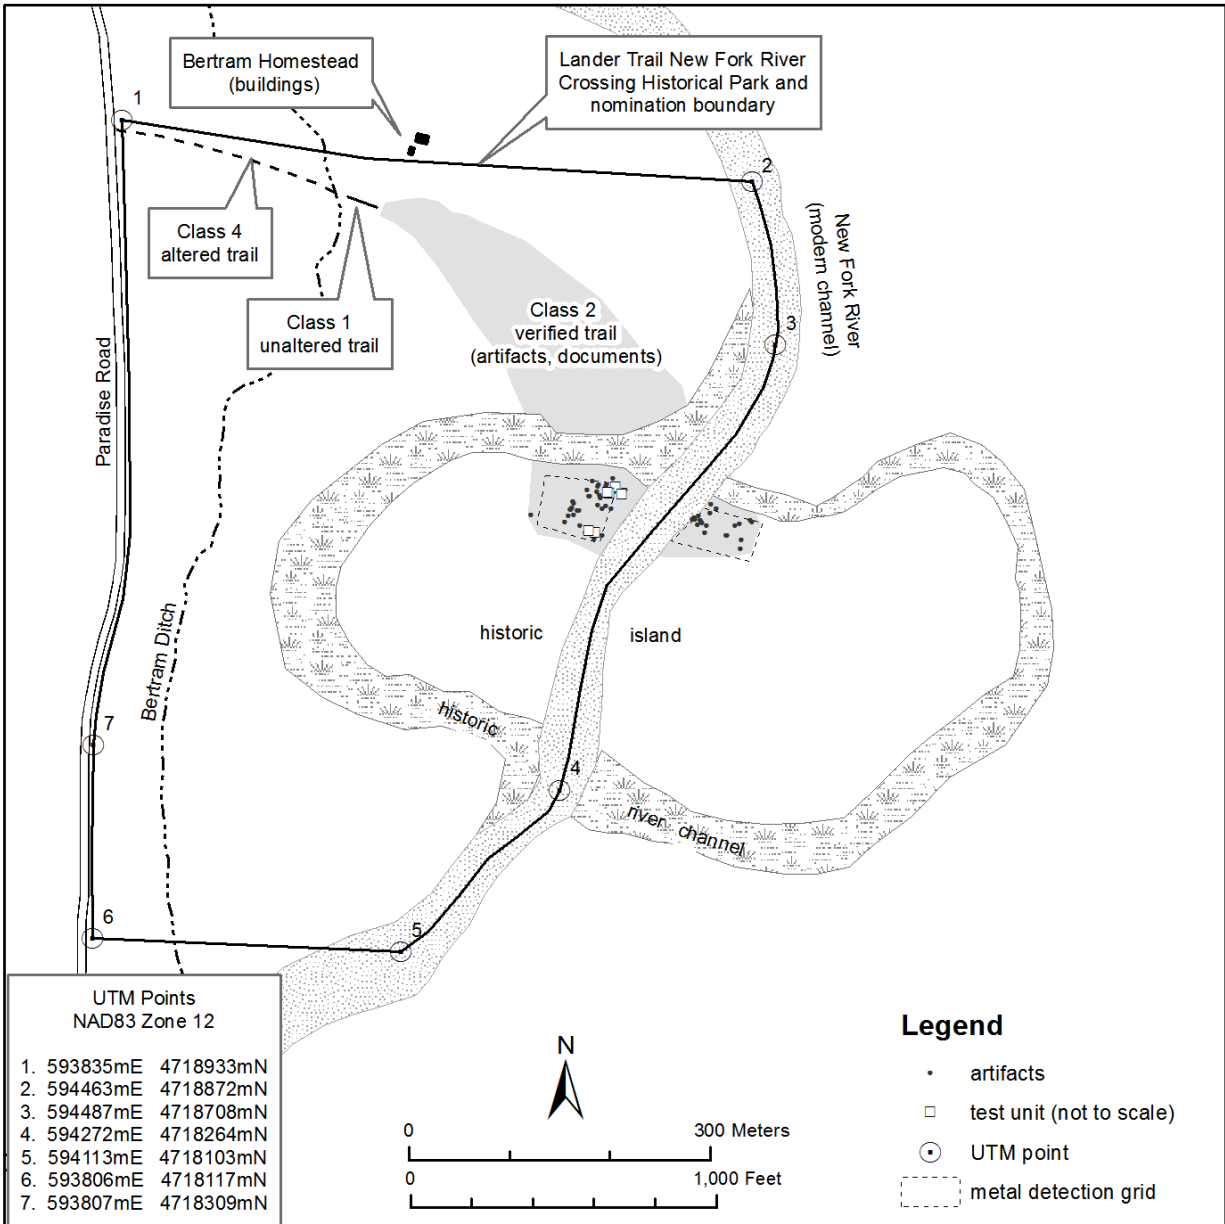 Bertram Homestead
(buildings)
Lander Trail New Fork River
Crossing Historical Park and
nomination boundary
1
2
Class 4
altered trail
New Fork River
(modern channel)
Class 1
unaltered trail
Class 2
verified trail
(artifacts, documents)
3
Paradise Road
Bertram Ditch
historic
island
7
historic
4
river channel
6
5
UTM Points
NAD83 Zone 12
1. 593835mE 4718933mN
2. 594463mE 4718872mN
3. 594487mE 4718708mN
4. 594272mE 4718264mN
5. 594113mE 4718103mN
6. 593806mE 4718117mN
7. 593807mE 4718309mN
N
0 300 Meters
0 1,000 Feet
Legend
artifacts
test unit (not to scale)
UTM point
metal detection grid